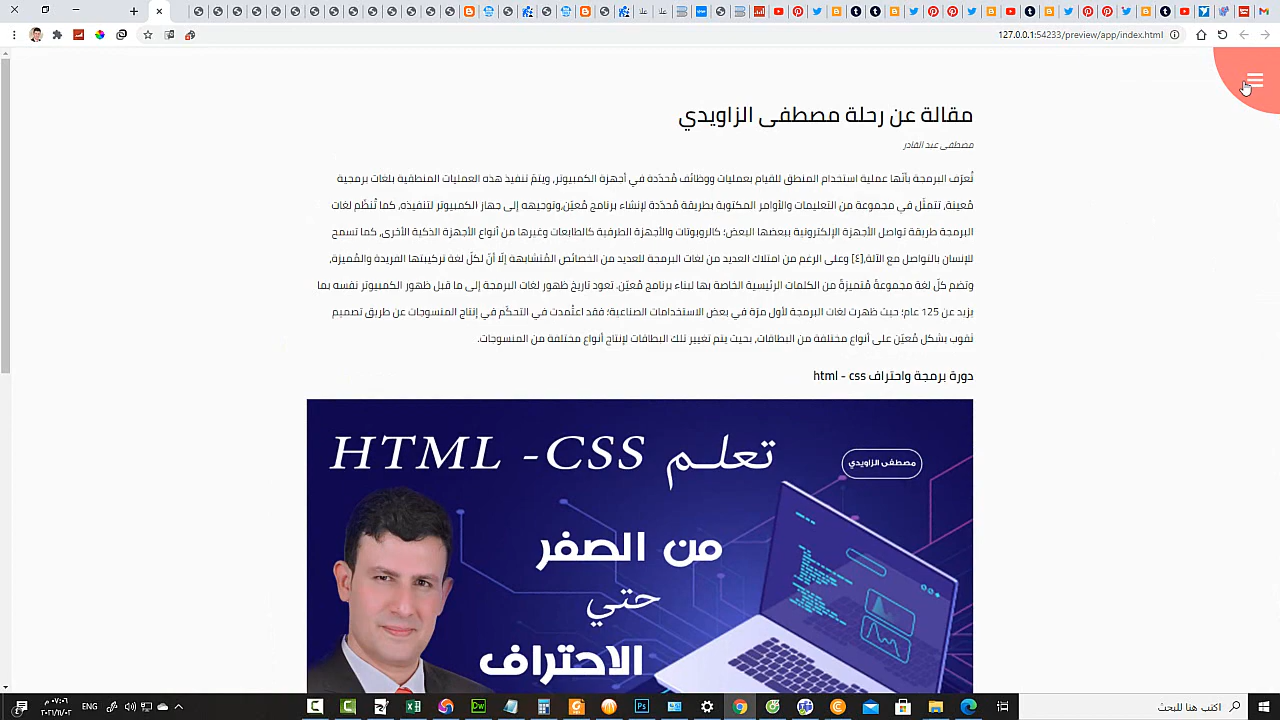 127.0.0.1:54233/preview/app/index.html
مقالة عن رحلة مصطفى الزاويدي
مصطفى عبد القادر
تُعرّف البرمجة بأنّها عملية استخدام المنطق للقيام بعمليات ووظائف مُحدّدة في أجهزة الكمبيوتر، ويتمّ تنفيذ هذه العمليات المنطقية بلغات برمجية
مُعينة، تتمثّل في مجموعة من التعليمات والأوامر المكتوبة بطريقة مُحدّدة لإنشاء برنامج مُعيّن،وتوجيهه إلى جهاز الكمبيوتر لتنفيذه، كما تُنظّم لغات
البرمجة طريقة تواصل الأجهزة الإلكترونية ببعضها البعض؛ كالروبوتات والأجهزة الطرفية كالطابعات وغيرها من أنواع الأجهزة الذكية الأخرى، كما تسمح
للإنسان بالتواصل مع الآلة،[٤] وعلى الرغم من امتلاك العديد من لغات البرمجة للعديد من الخصائص المُتشابهة إلّا أنّ لكلّ لغة تركيبتها الفريدة والمُميزة،
وتضم كلّ لغة مجموعةً مُتميزةً من الكلمات الرئيسية الخاصة بها لبناء برنامج مُعيّن. تعود تاريخ ظهور لغات البرمجة إلى ما قبل ظهور الكمبيوتر نفسه بما
يزيد عن 125 عام؛ حيث ظهرت لغات البرمجة لأول مرّة في بعض الاستخدامات الصناعية؛ فقد اعتُمدت في التحكّم في إنتاج المنسوجات عن طريق تصميم
ثقوب بشكل مُعيّن على أنواع مختلفة من البطاقات، بحيث يتم تغيير تلك البطاقات لإنتاج أنواع مختلفة من المنسوجات.
دورة برمجة واحتراف html - css
تعلم HTML -CSS
مصطفى الزاويدي
من الصفر
حتي
الاحتراف
ENG
اكتب هنا للبحث